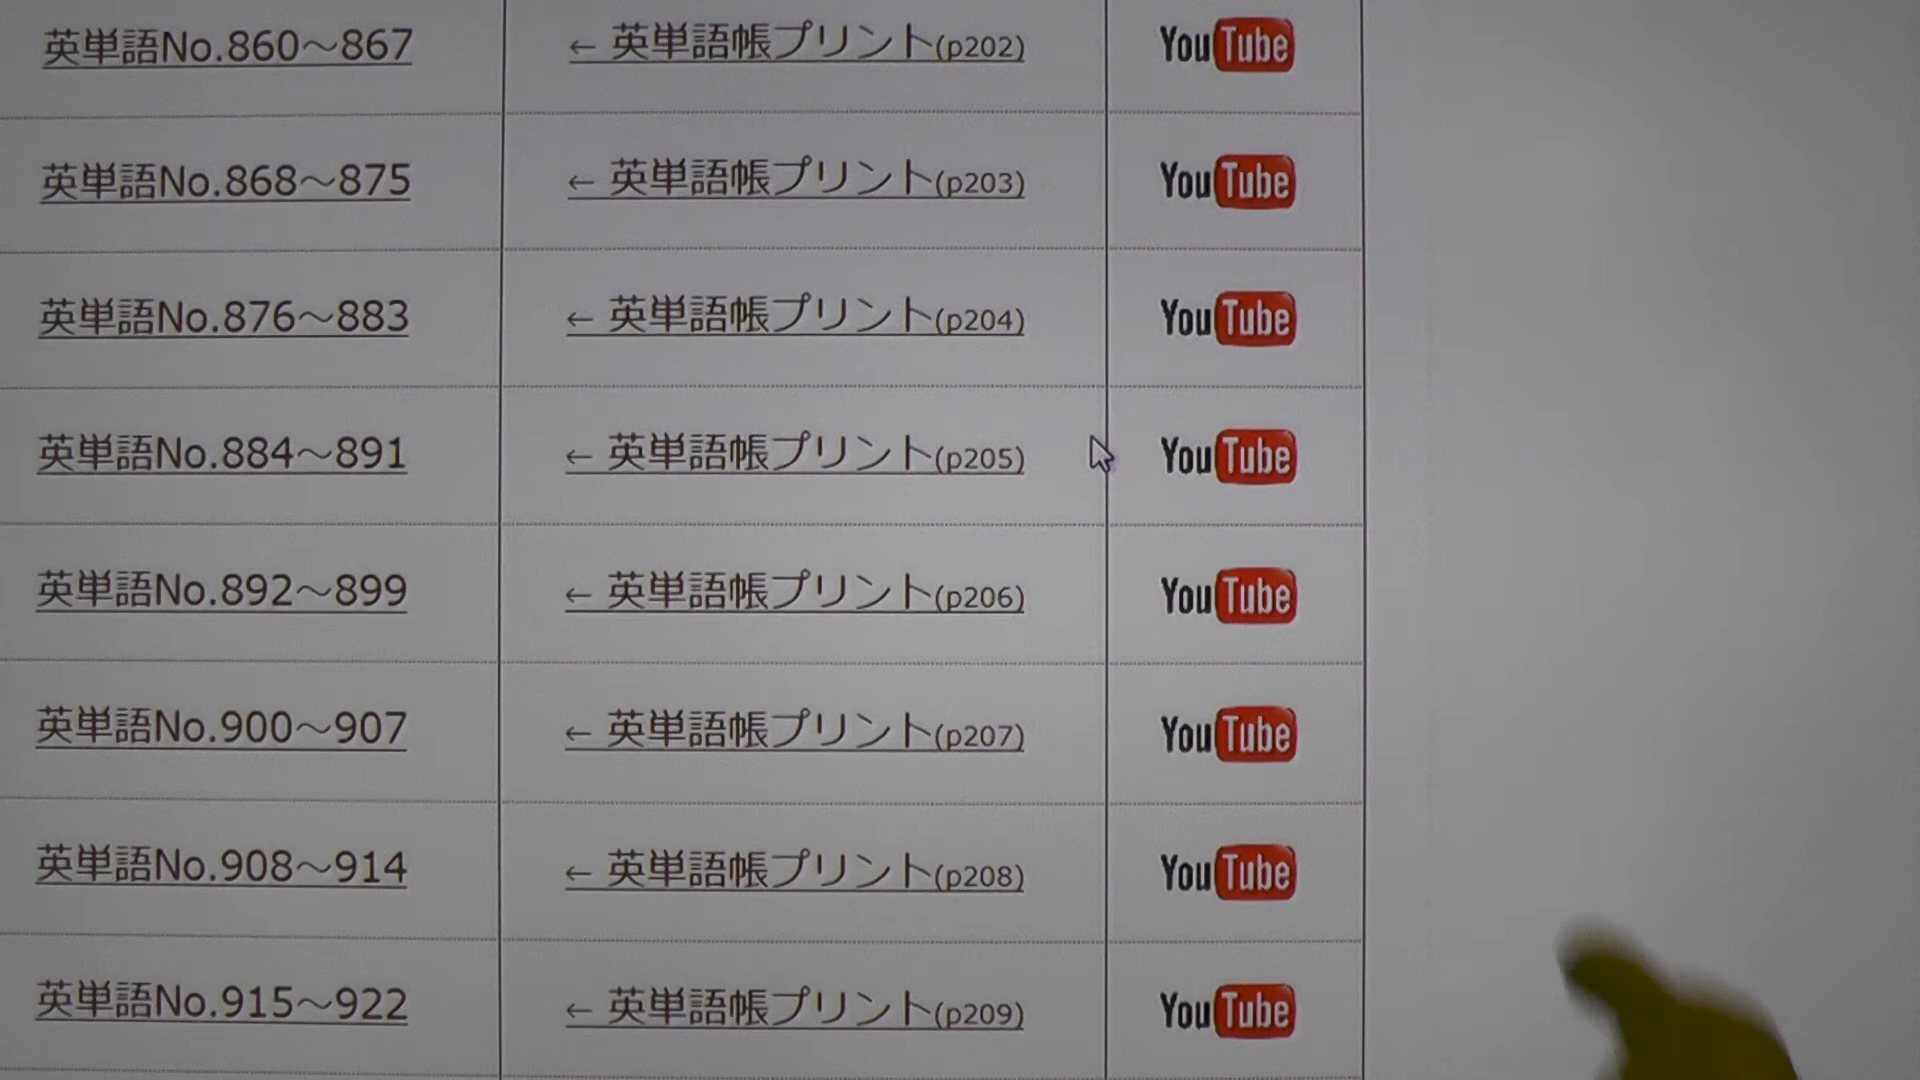 英単語No.860～867 ← 英単語帳プリント(p202) YouTube
英単語No.868～875 ← 英単語帳プリント(p203) YouTube
英単語No.876～883 ← 英単語帳プリント(p204) YouTube
英単語No.884～891 ← 英単語帳プリント(p205) YouTube
英単語No.892～899 ← 英単語帳プリント(p206) YouTube
英単語No.900～907 ← 英単語帳プリント(p207) YouTube
英単語No.908～914 ← 英単語帳プリント(p208) YouTube
英単語No.915～922 ← 英単語帳プリント(p209) YouTube